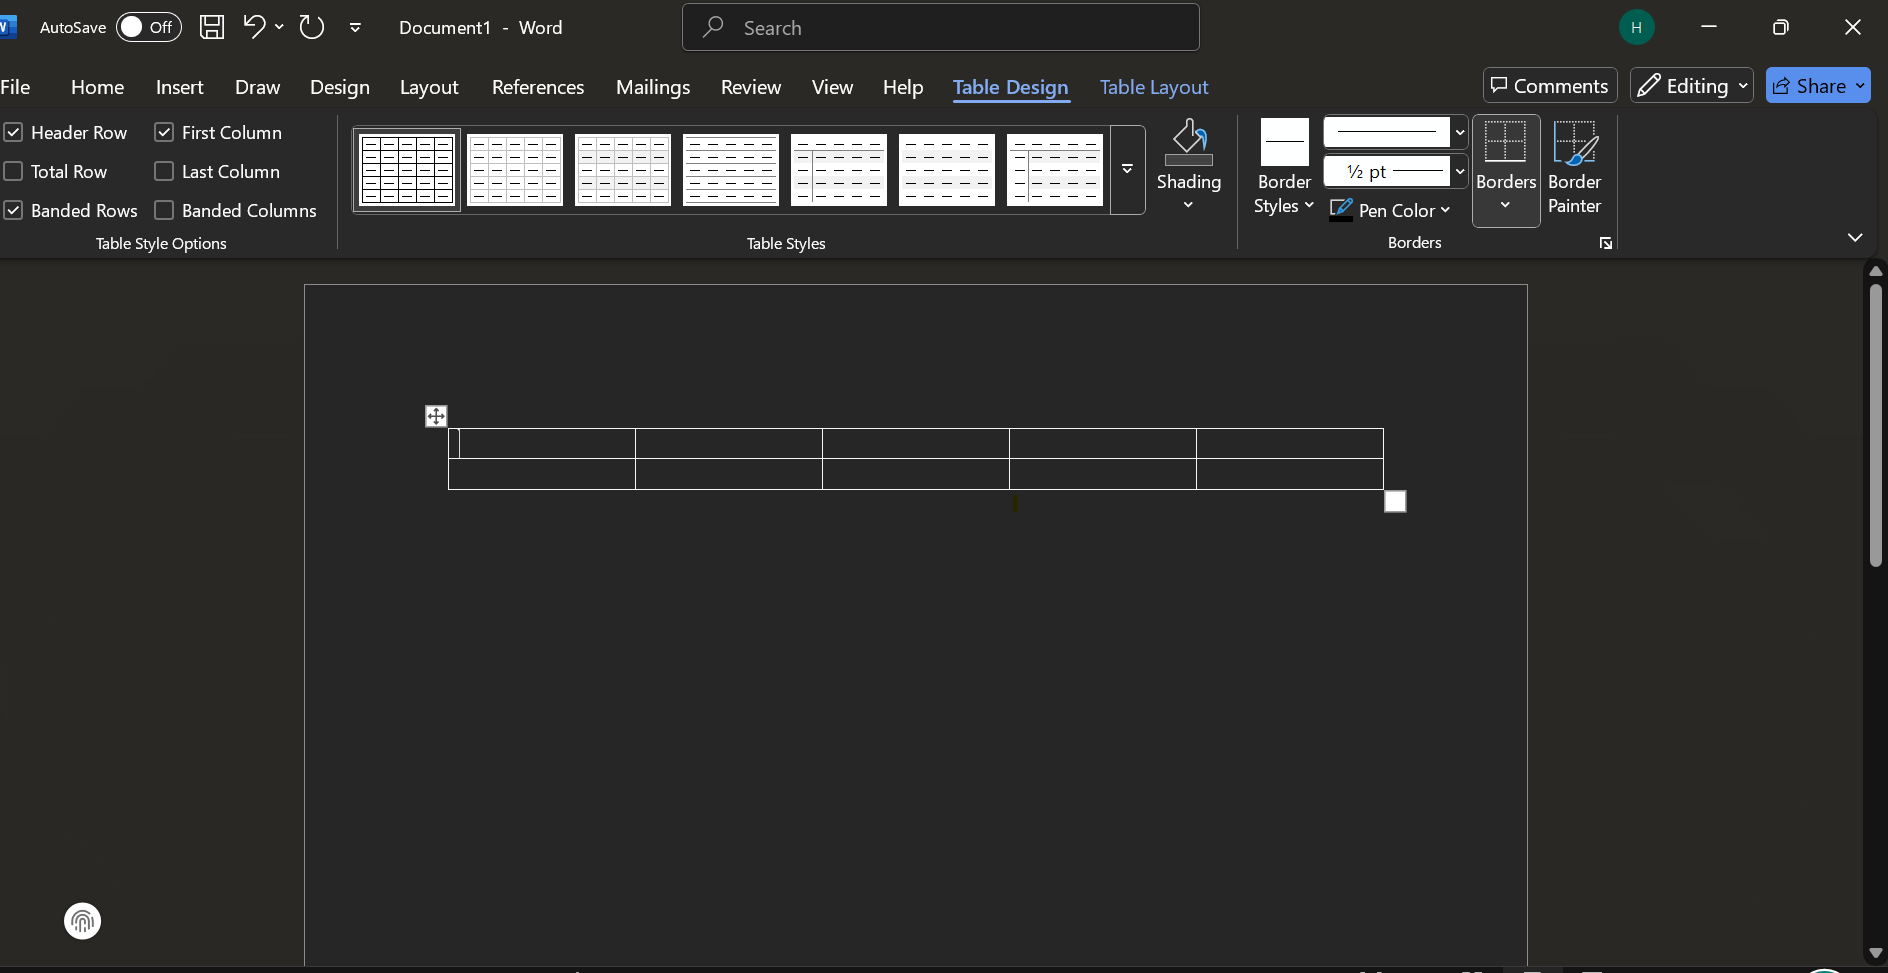 AutoSave Off Document1 - Word Search H
File Home Insert Draw Design Layout References Mailings Review View Help Table Design Table Layout Comments Editing Share
Header Row First Column
Total Row Last Column
Banded Rows Banded Columns
Table Style Options
Table Styles
Shading
Border Styles
½ pt
Pen Color
Borders
Border Painter
Borders